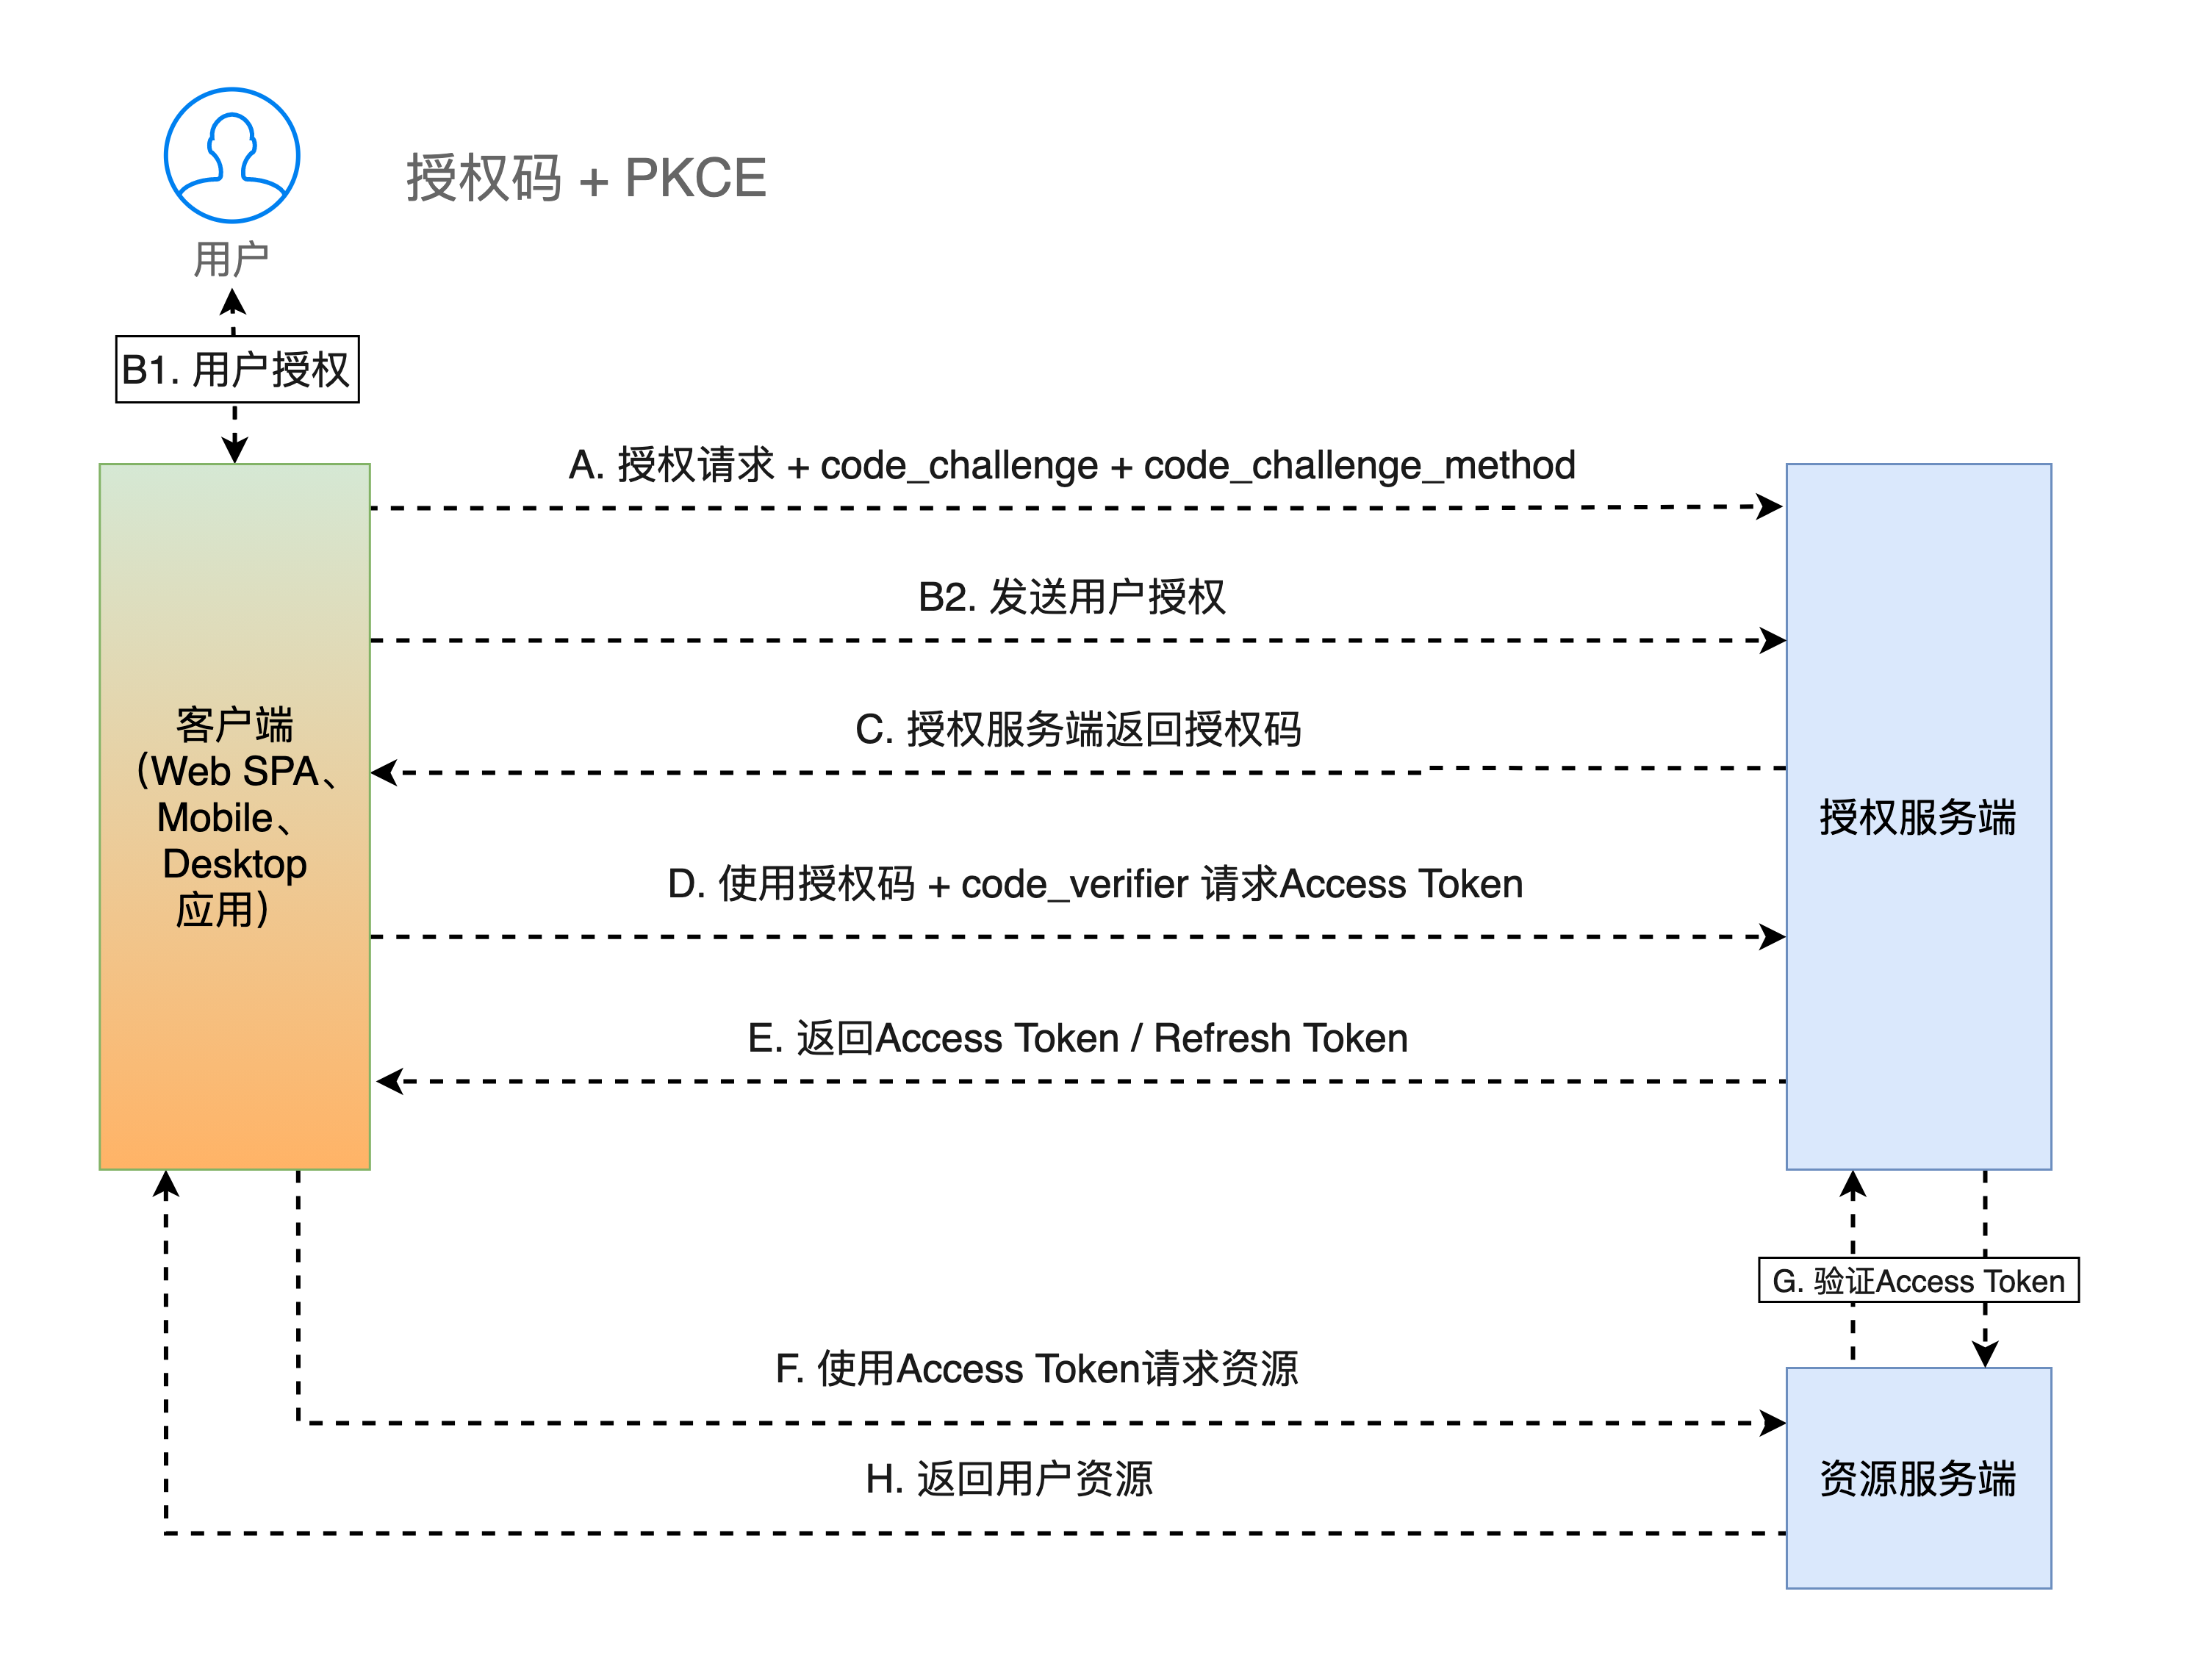 授权码 + PKCE
用户
B1. 用户授权
A. 授权请求 + code_challenge + code_challenge_method
B2. 发送用户授权
C. 授权服务端返回授权码
客户端
(Web SPA、
Mobile、
Desktop
应用)
授权服务端
D. 使用授权码 + code_verifier 请求Access Token
E. 返回Access Token / Refresh Token
G. 验证Access Token
F. 使用Access Token请求资源
H. 返回用户资源
资源服务端